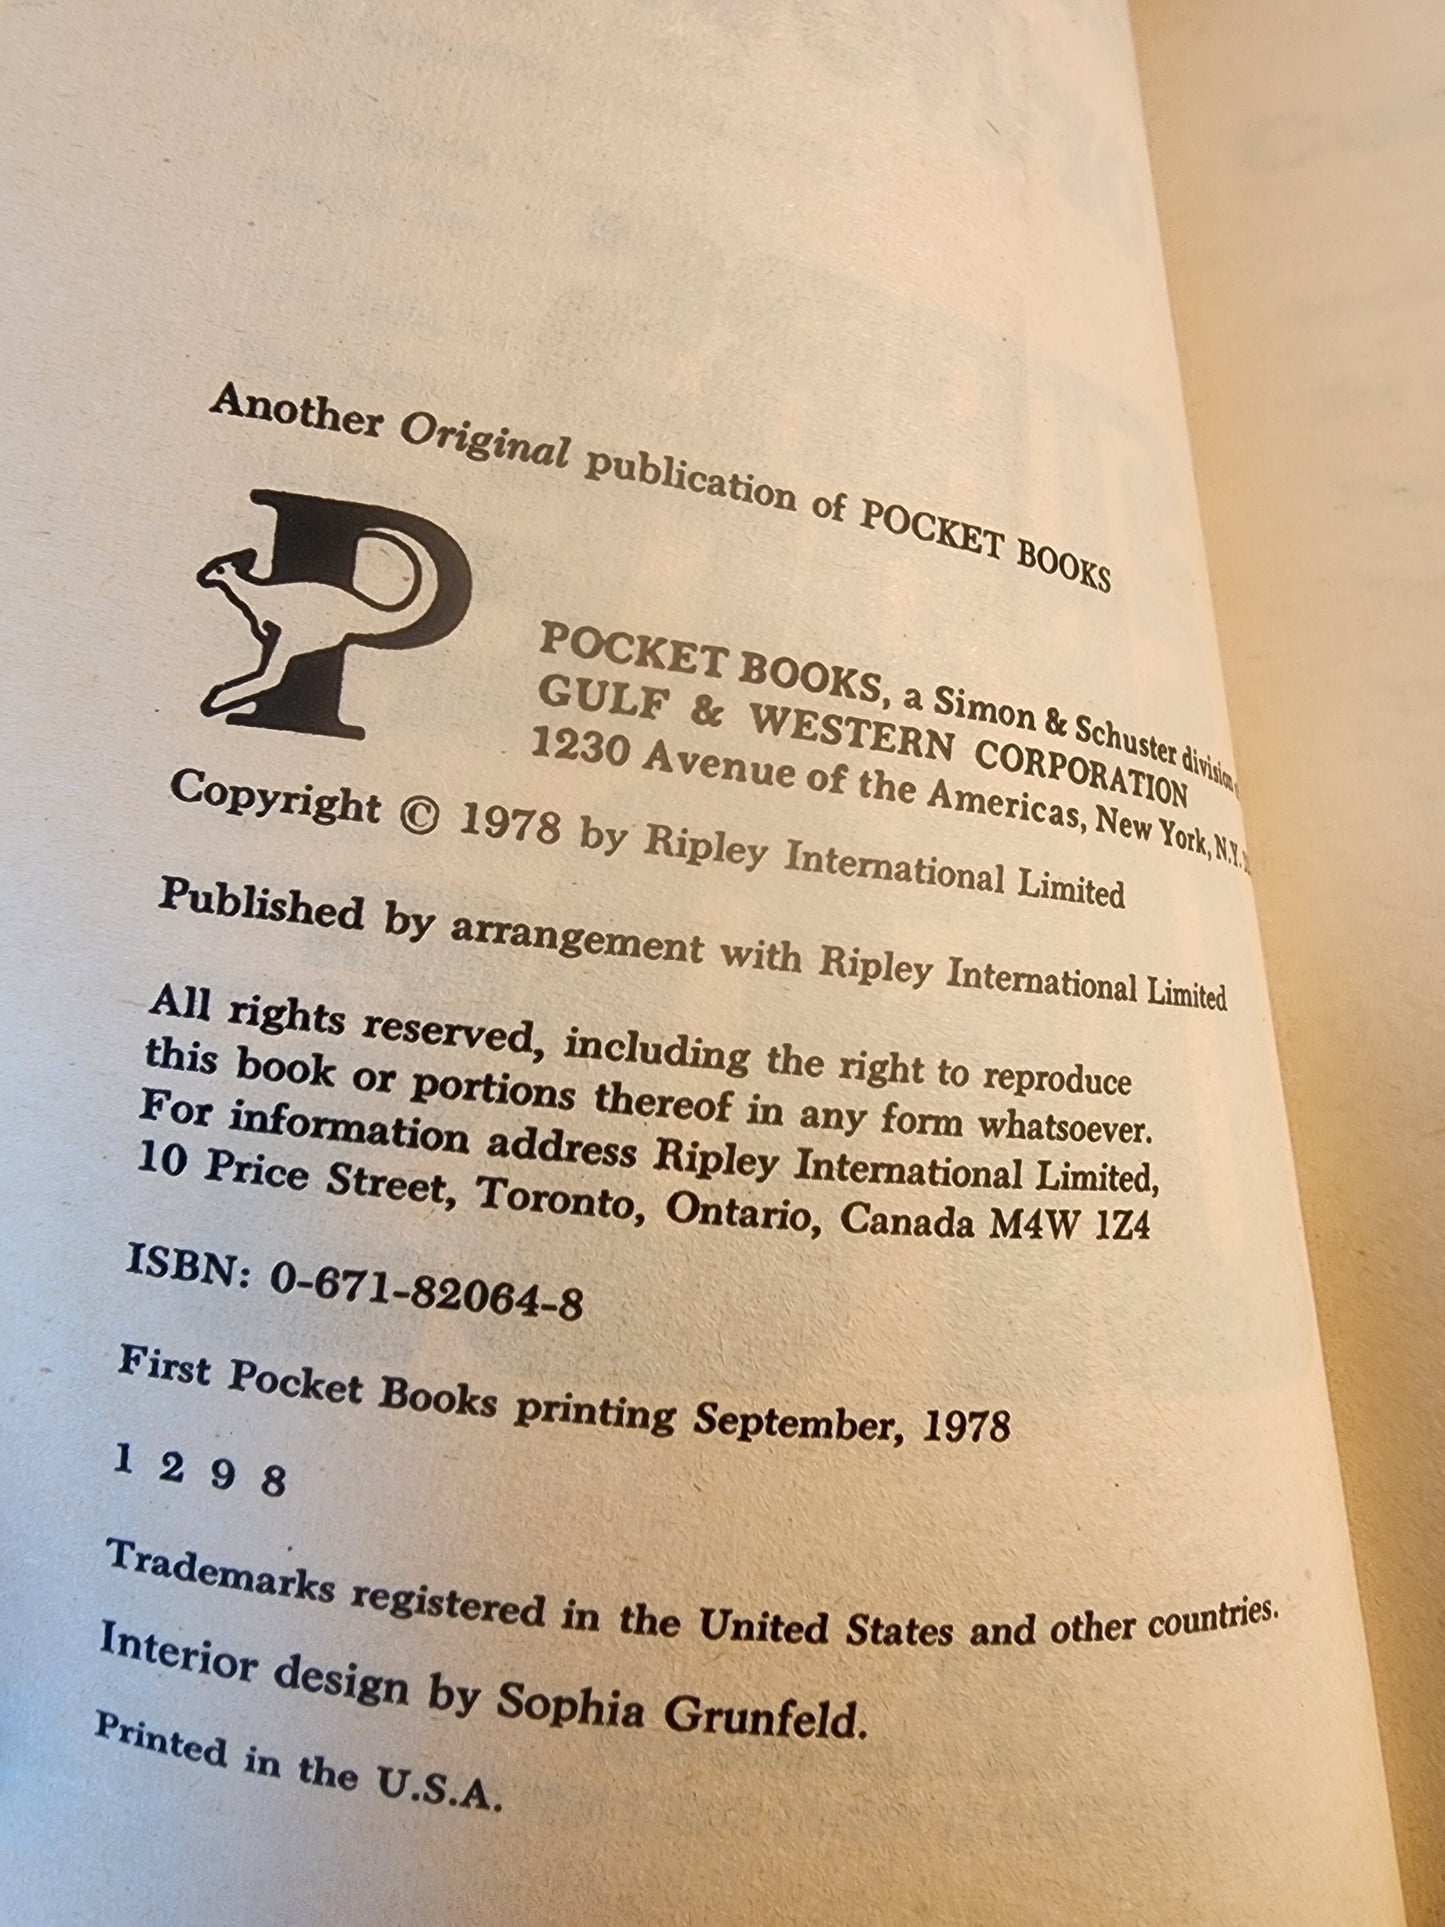 Another Original publication of POCKET BOOKS
P
POCKET BOOKS, a Simon & Schuster division
GULF & WESTERN CORPORATION
1230 Avenue of the Americas, New York, N.Y.
Copyright © 1978 by Ripley International Limited
Published by arrangement with Ripley International Limited
All rights reserved, including the right to reproduce
this book or portions thereof in any form whatsoever.
For information address Ripley International Limited,
10 Price Street, Toronto, Ontario, Canada M4W 1Z4
ISBN: 0-671-82064-8
First Pocket Books printing September, 1978
1 2 9 8
Trademarks registered in the United States and other countries.
Interior design by Sophia Grunfeld.
Printed in the U.S.A.